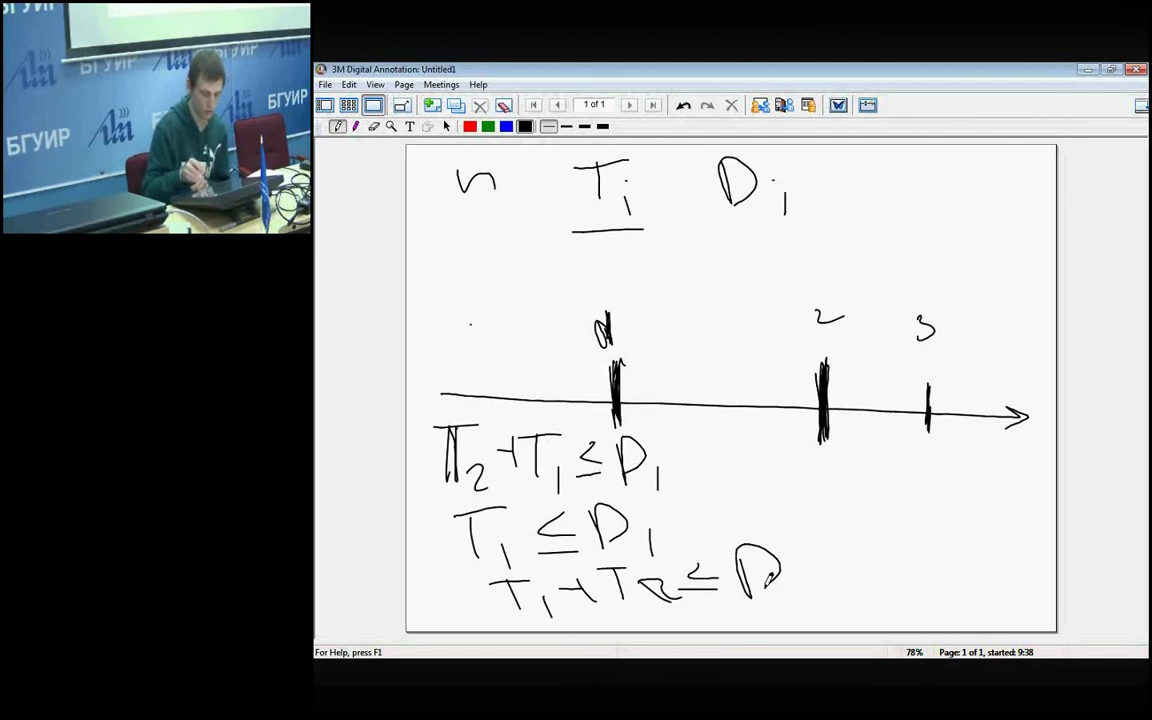 БГУИР
БГУИР
БГУИР
БГУИР
3M Digital Annotation: Untitled1
File Edit View Page Meetings Help
1 of 1
T
n T_i D_i
2 3
T_2 + T_1 ≤ D_1
T_1 ≤ D_1
T_1 + T_2 ≤ D
For Help, press F1 78% Page: 1 of 1, started: 9:38